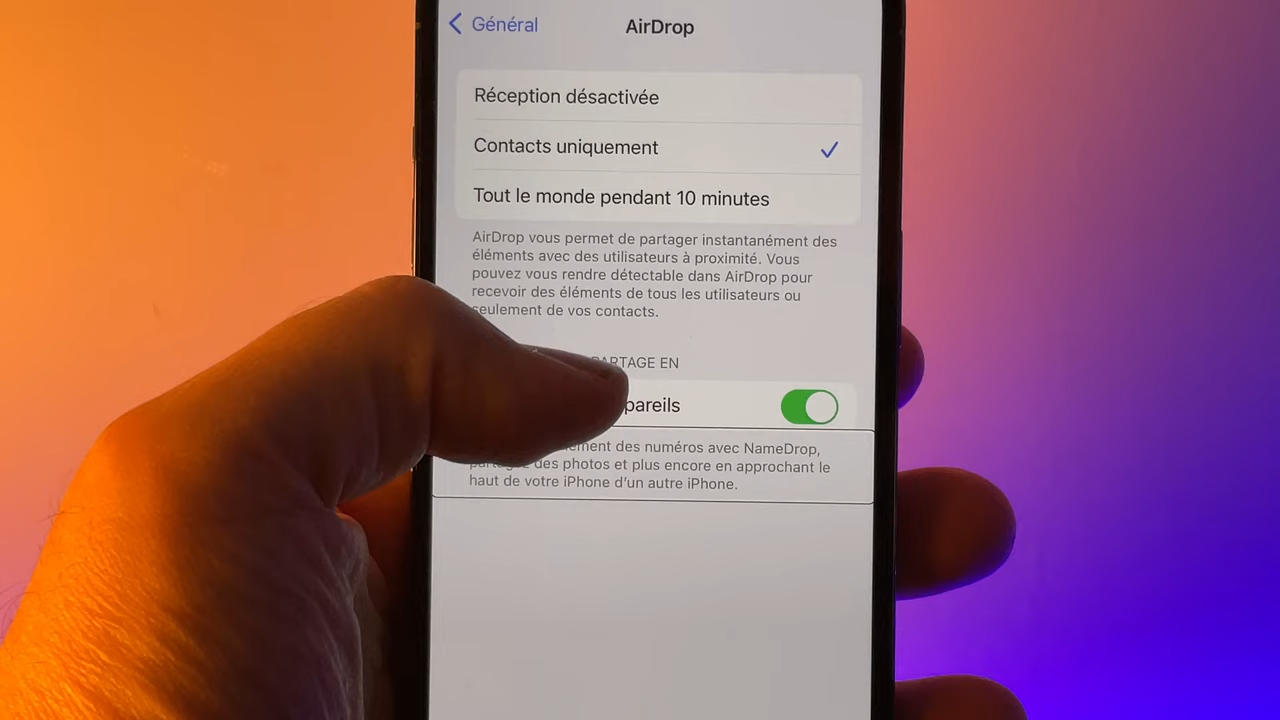 Général
AirDrop
Réception désactivée
Contacts uniquement
Tout le monde pendant 10 minutes
AirDrop vous permet de partager instantanément des
éléments avec des utilisateurs à proximité. Vous
pouvez vous rendre détectable dans AirDrop pour
recevoir des éléments de tous les utilisateurs ou
seulement de vos contacts.
PARTAGE EN
des numéros avec NameDrop,
partagez des photos et plus encore en approchant le
haut de votre iPhone d'un autre iPhone.